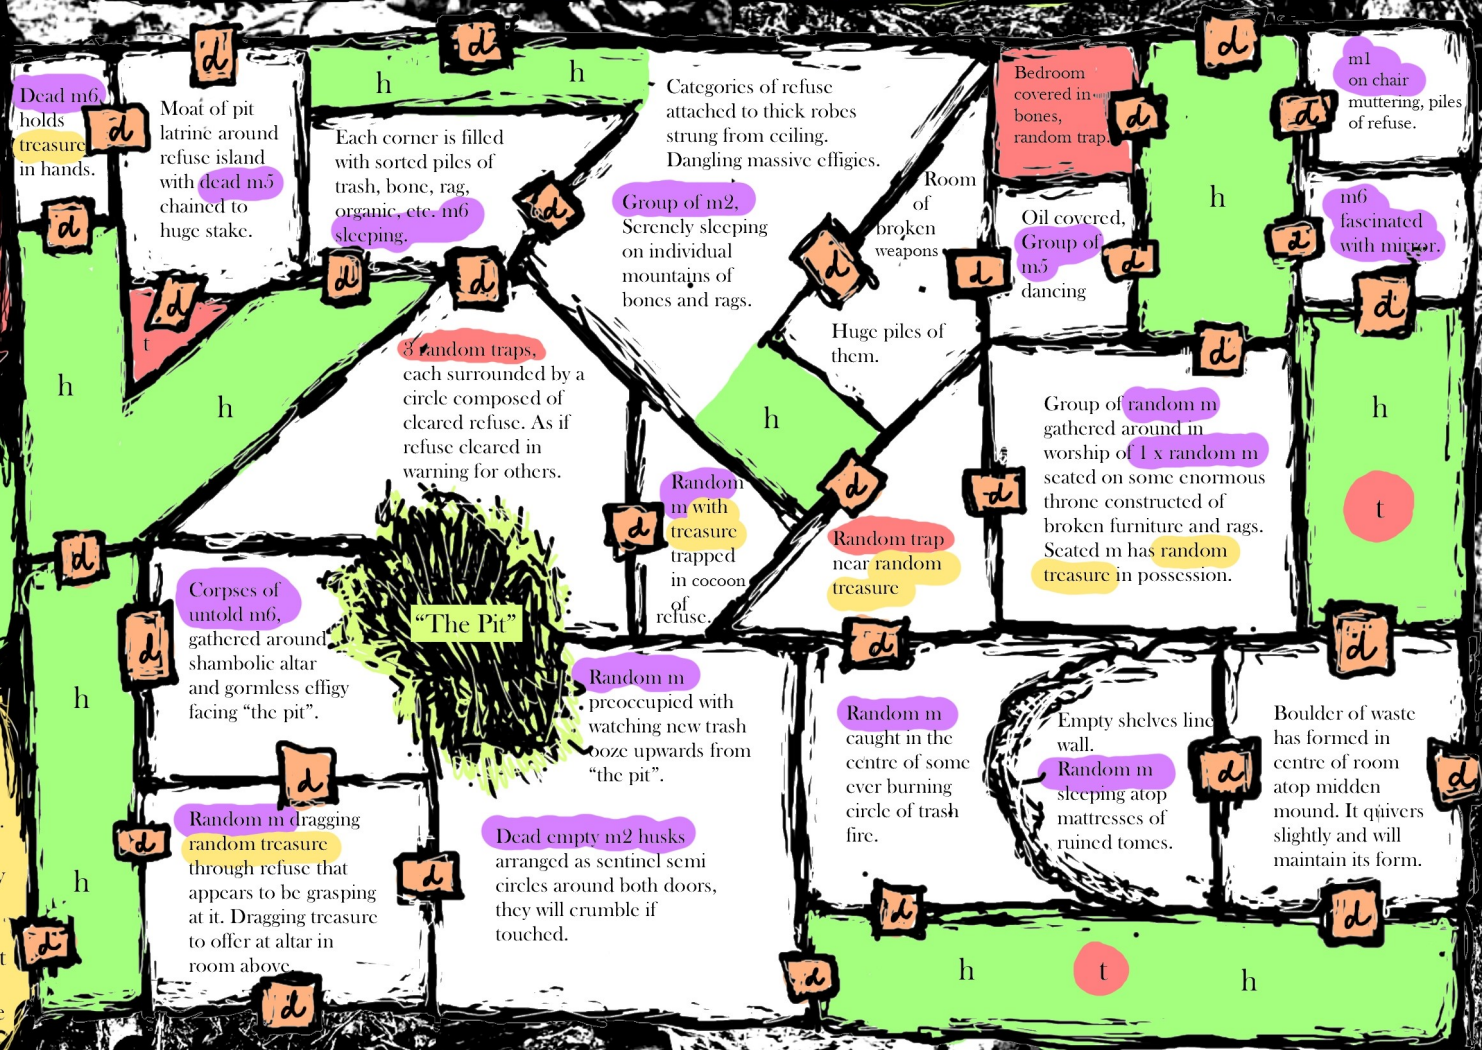 Dead m6,
holds
treasure
in hands.
d
d
d
Moat of pit
latrine around
refuse island
with dead m5
chained to
huge stake.
d
t
h
h
d
Each corner is filled
with sorted piles of
trash, bone, rag,
organic, etc. m6
sleeping.
d
d
d
Categories of refuse
attached to thick robes
strung from ceiling.
Dangling massive effigies.
Group of m2,
Serenely sleeping
on individual
mountains of
bones and rags.
d
Room
of
broken
weapons
Huge piles of
them.
d
Bedroom
covered in
bones,
random trap.
d
Oil covered,
Group of
m5
dancing
d
d
h
d
d
d
m1
on chair
muttering, piles
of refuse.
m6
fascinated
with mirror.
d
h
h
3 random traps,
each surrounded by a
circle composed of
cleared refuse. As if
refuse cleared in
warning for others.
h
d
Random
m with
treasure
trapped
in cocoon
of
refuse.
d
Random trap
near random
treasure
d
Group of random m
gathered around in
worship of 1 x random m
seated on some enormous
throne constructed of
broken furniture and rags.
Seated m has random
treasure in possession.
d
h
t
d
d
Corpses of
untold m6,
gathered around
shambolic altar
and gormless effigy
facing “the pit”.
d
“The Pit”
Random m
preoccupied with
watching new trash
ooze upwards from
“the pit”.
d
Random m
caught in the
centre of some
ever burning
circle of trash
fire.
Empty shelves line
wall.
Random m
sleeping atop
mattresses of
ruined tomes.
d
Boulder of waste
has formed in
centre of room
atop midden
mound. It quivers
slightly and will
maintain its form.
d
h
d
h
d
d
Random m dragging
random treasure
through refuse that
appears to be grasping
at it. Dragging treasure
to offer at altar in
room above.
d
d
Dead empty m2 husks
arranged as sentinel semi
circles around both doors,
they will crumble if
touched.
d
d
d
h
t
h